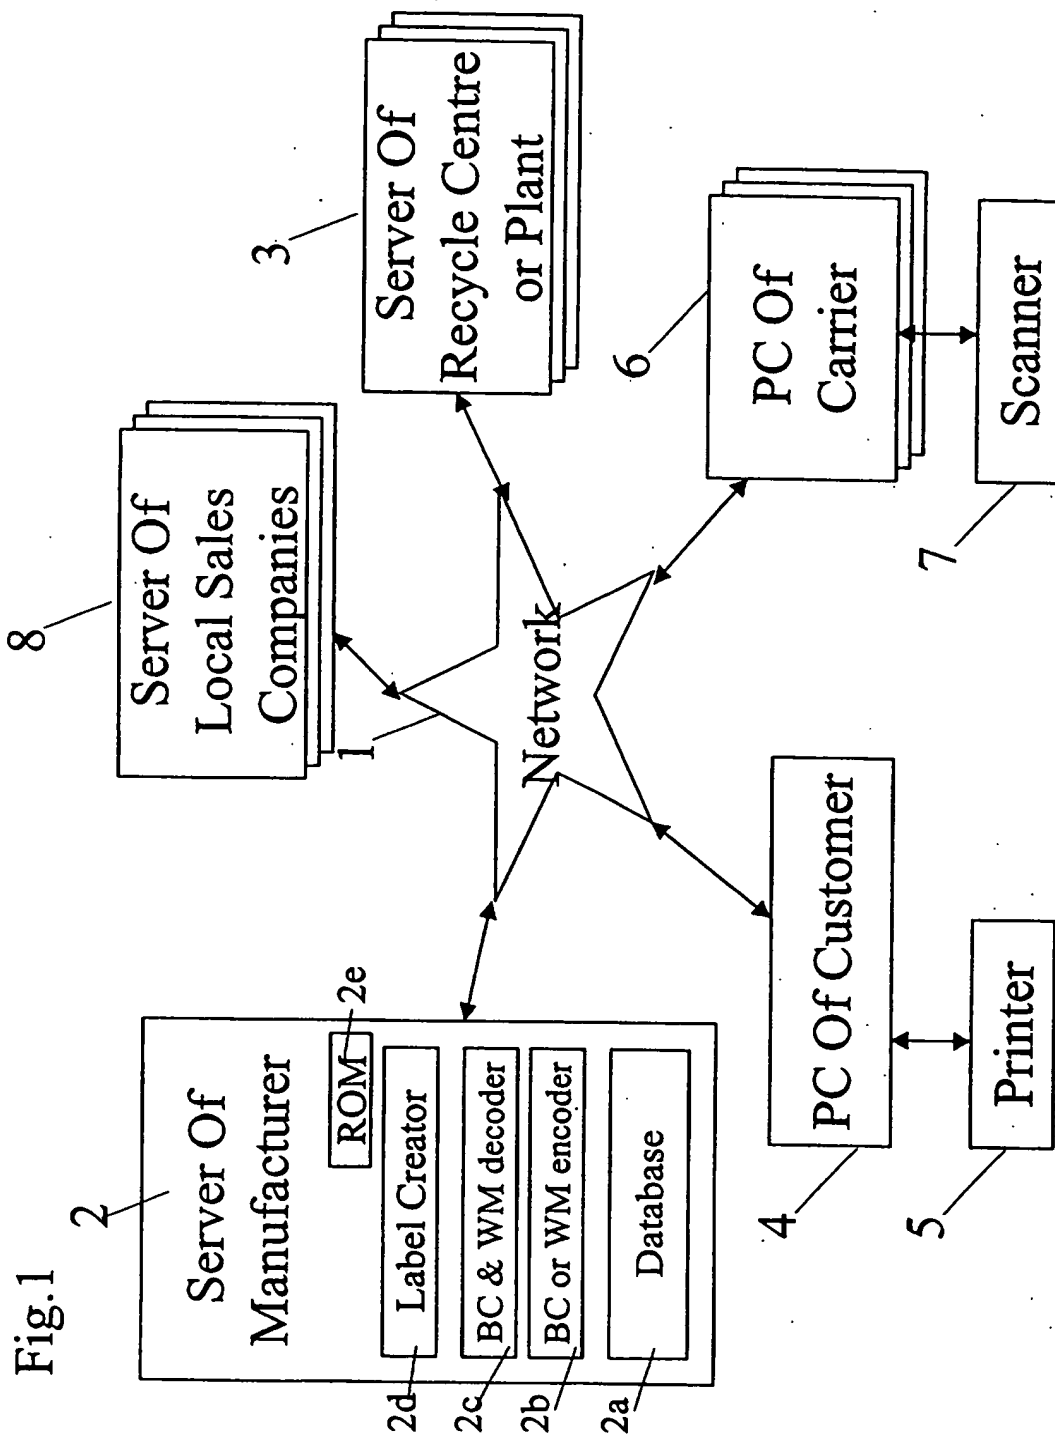 Fig.1
2
Server Of
Manufacturer
ROM
2e
Label Creator
2d
BC & WM decoder
2c
BC or WM encoder
2b
Database
2a
8
Server Of
Local Sales
Companies
1
Network
3
Server Of
Recycle Centre
or Plant
PC Of Customer
4
Printer
5
6
PC Of
Carrier
7
Scanner